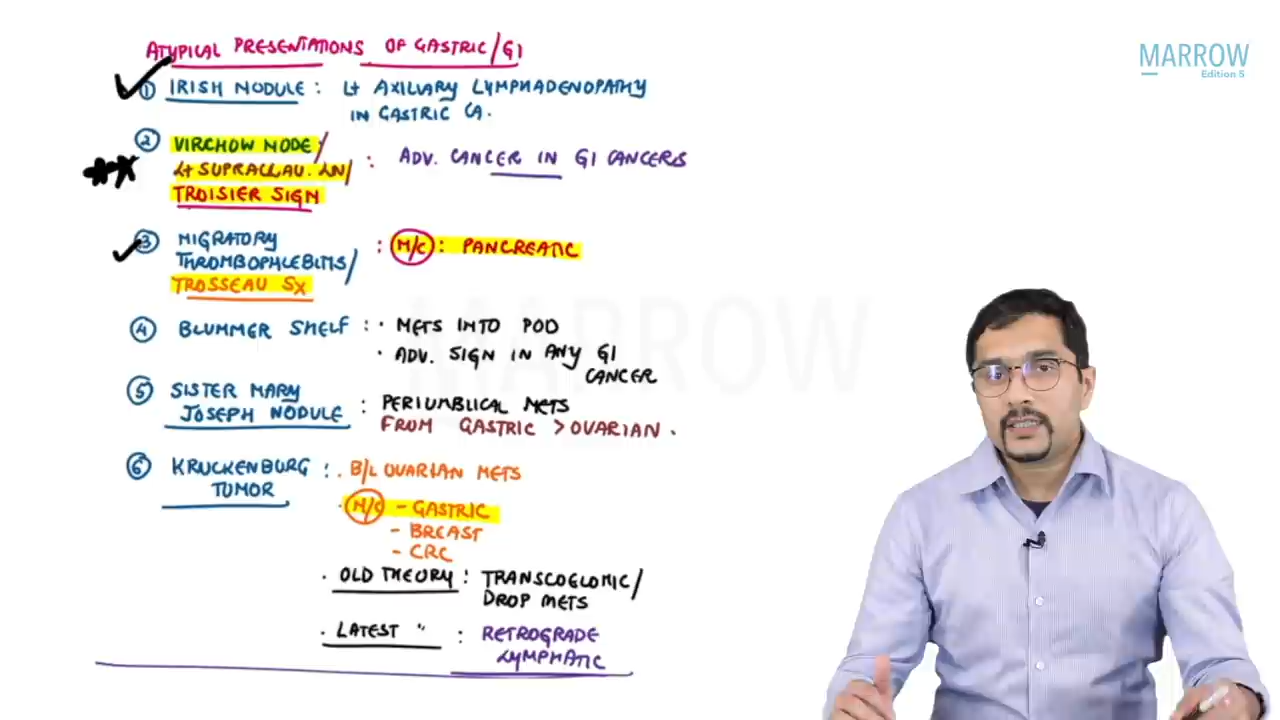 ATYPICAL PRESENTATIONS OF GASTRIC/GI
MARROW
Edition 5
① IRISH NODULE : Lt AXILIARY LYMPHADENOPATHY
IN GASTRIC CA.
② VIRCHOW NODE/
Lt SUPRACLAV. LN/ : ADV. CANCER IN GI CANCERS
TROISIER SIGN
③ MIGRATORY : M/C : PANCREATIC
THROMBOPHLEBITIS/
TROSSEAU Sx
④ BLUMMER SHELF : · METS INTO POD
· ADV. SIGN IN ANY GI
CANCER
⑤ SISTER MARY
JOSEPH NODULE : PERIUMBLICAL METS
FROM GASTRIC > OVARIAN.
⑥ KRUCKENBURG : . B/L OVARIAN METS
TUMOR
. M/C - GASTRIC
- BREAST
- CRC
. OLD THEORY : TRANSCOELOMIC/
DROP METS
. LATEST " : RETROGRADE
LYMPHATIC
MARROW